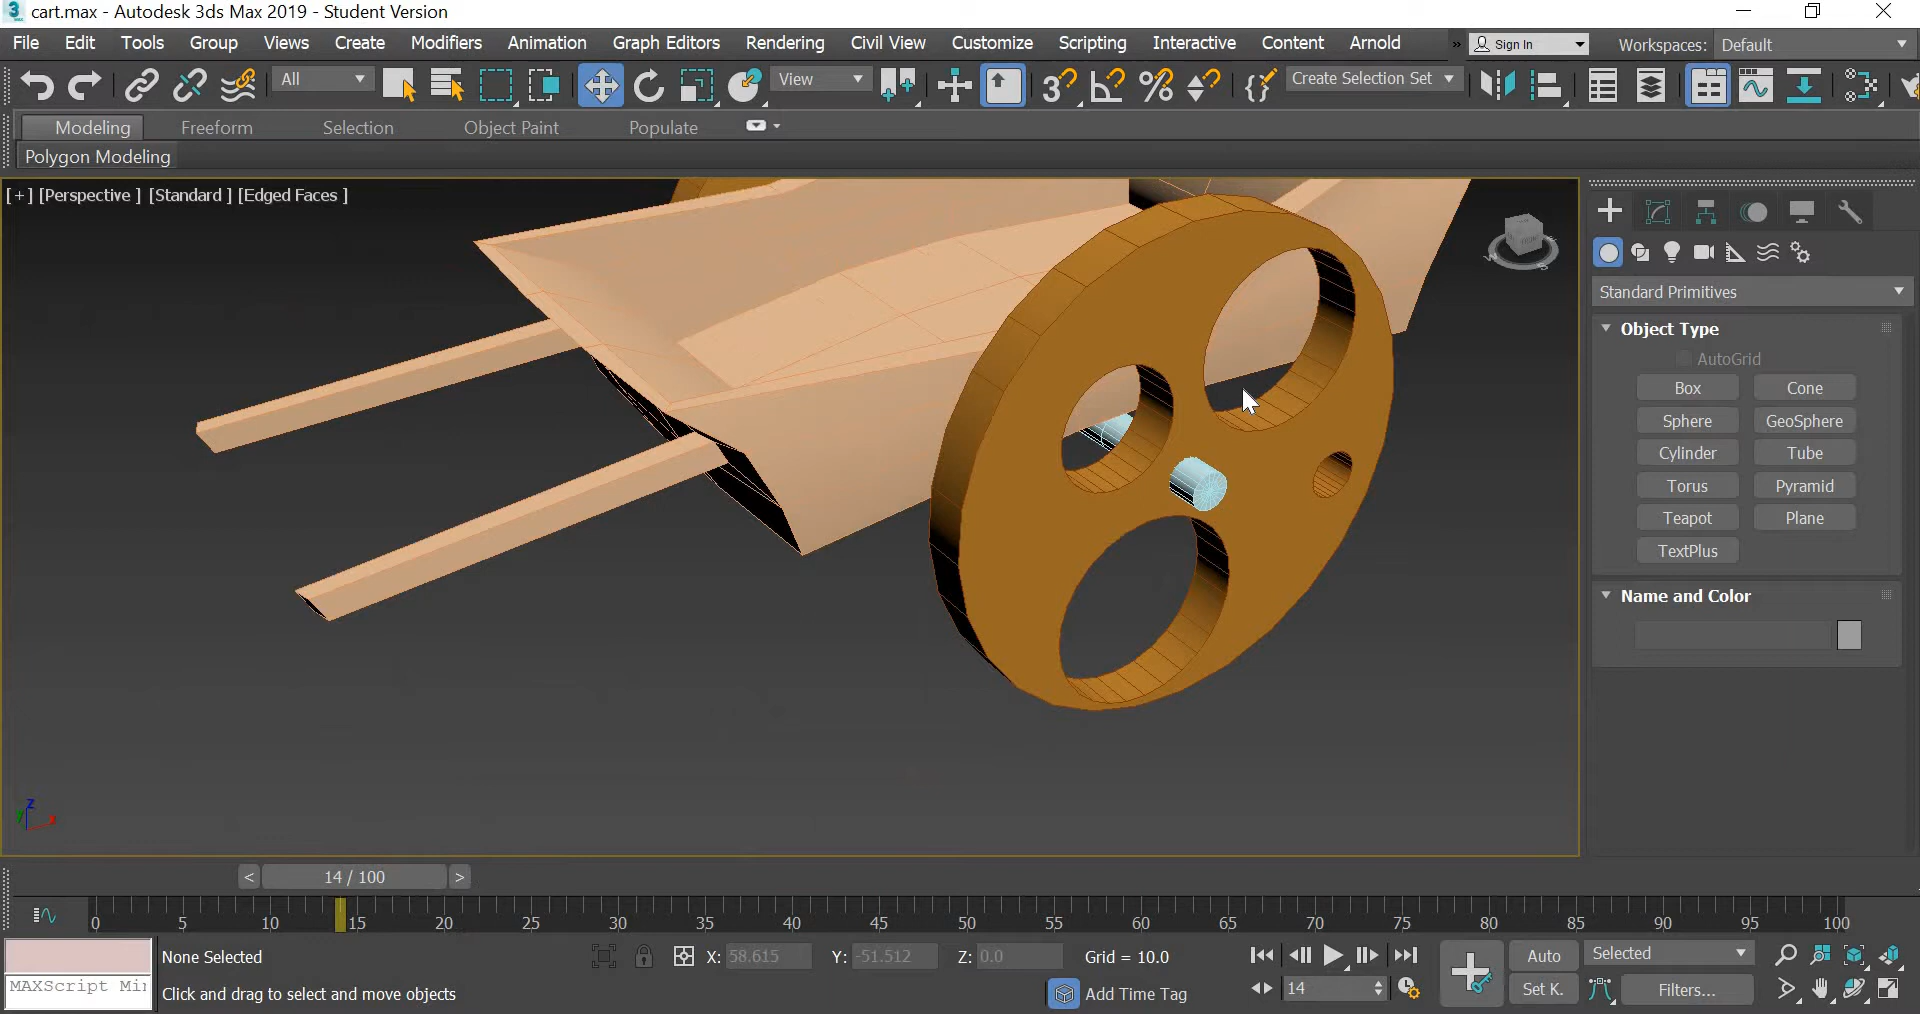 cart.max - Autodesk 3ds Max 2019 - Student Version
File Edit Tools Group Views Create Modifiers Animation Graph Editors Rendering Civil View Customize Scripting Interactive Content Arnold » Sign In Workspaces: Default
All View Create Selection Set
Modeling Freeform Selection Object Paint Populate
Polygon Modeling
[+] [Perspective ] [Standard ] [Edged Faces ]
Standard Primitives
Object Type
AutoGrid
Box Cone
Sphere GeoSphere
Cylinder Tube
Torus Pyramid
Teapot Plane
TextPlus
Name and Color
z
y x
< 14 / 100 >
0 5 10 15 20 25 30 35 40 45 50 55 60 65 70 75 80 85 90 95 100
None Selected X: 58.615 Y: -51.512 Z: 0.0 Grid = 10.0 Auto Selected
MAXScript Mi Click and drag to select and move objects Add Time Tag 14 Set K. Filters...